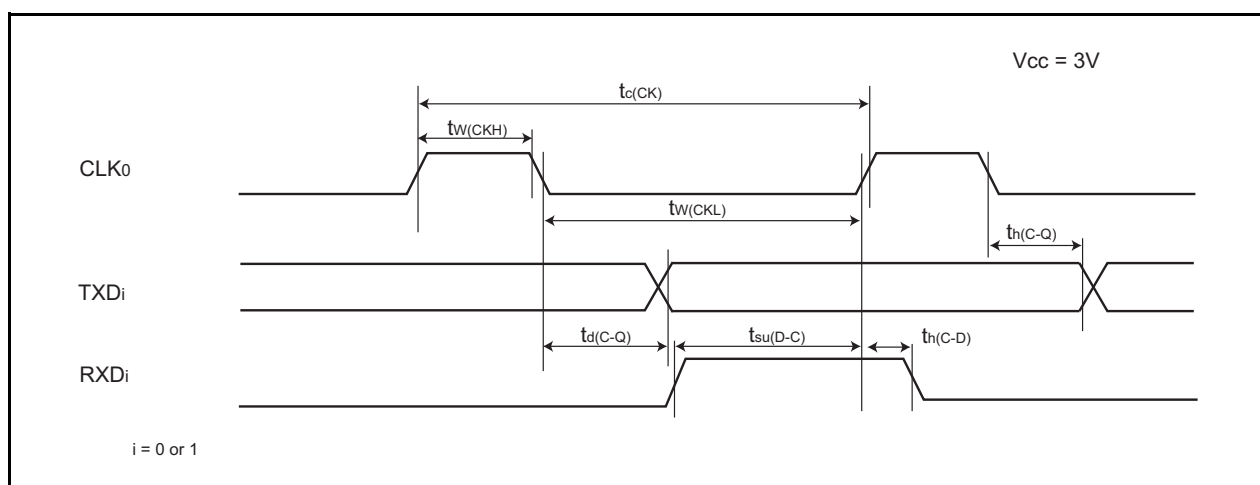 Vcc = 3V
tc(CK)
tW(CKH)
CLK0
tW(CKL)
th(C-Q)
TXDi
td(C-Q)
tsu(D-C)
th(C-D)
RXDi
i = 0 or 1